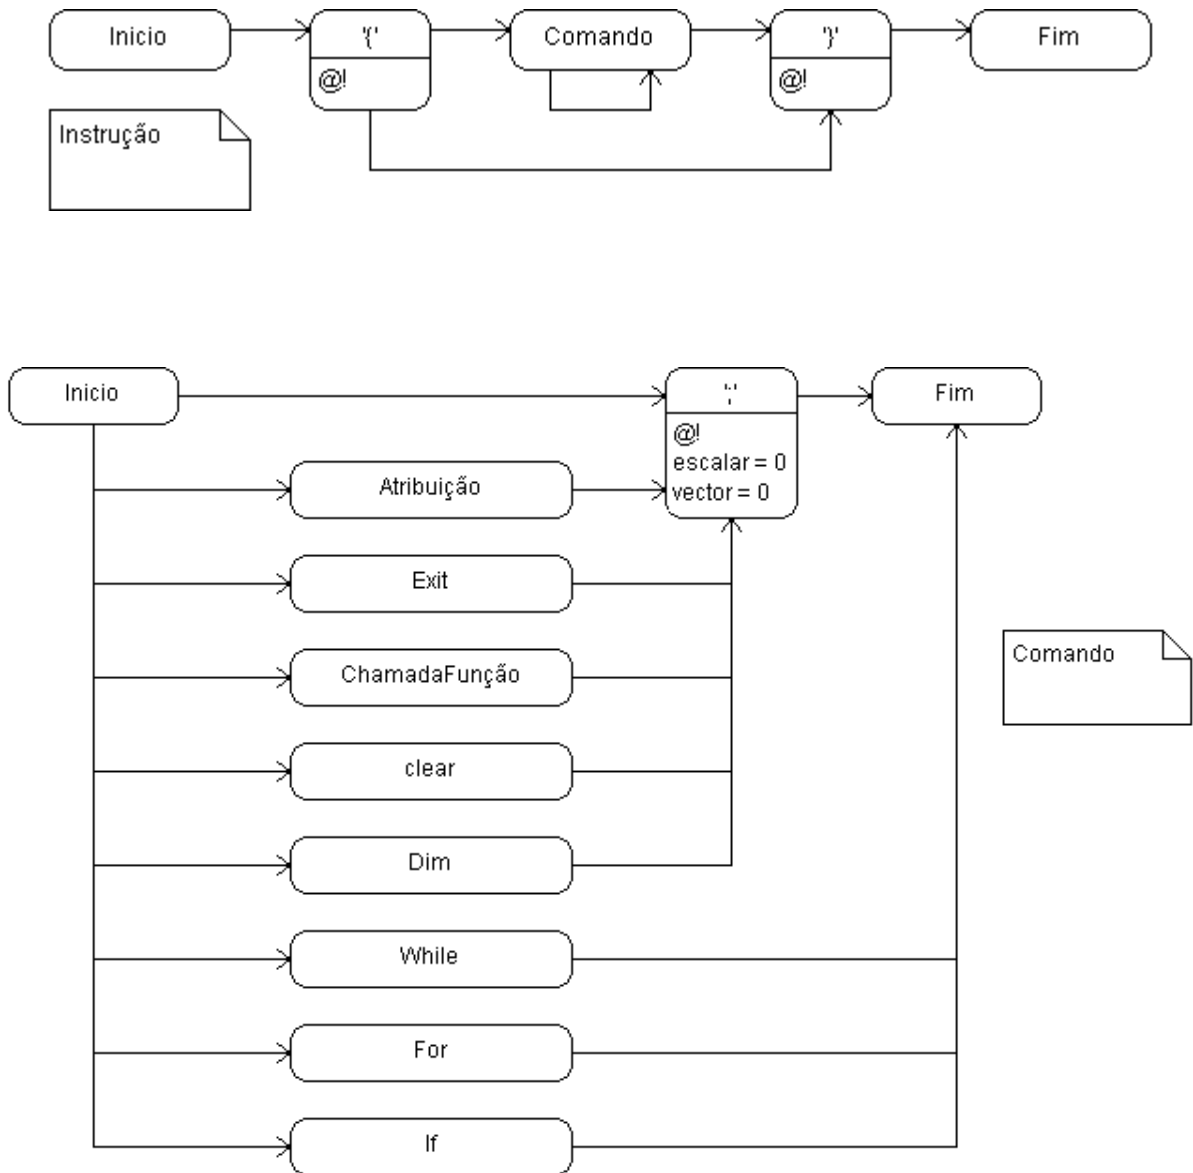 Inicio
'{'
@!
Comando
'}'
@!
Fim
Instrução
Inicio
';'
@!
escalar = 0
vector = 0
Fim
Atribuição
Exit
ChamadaFunção
Comando
clear
Dim
While
For
If